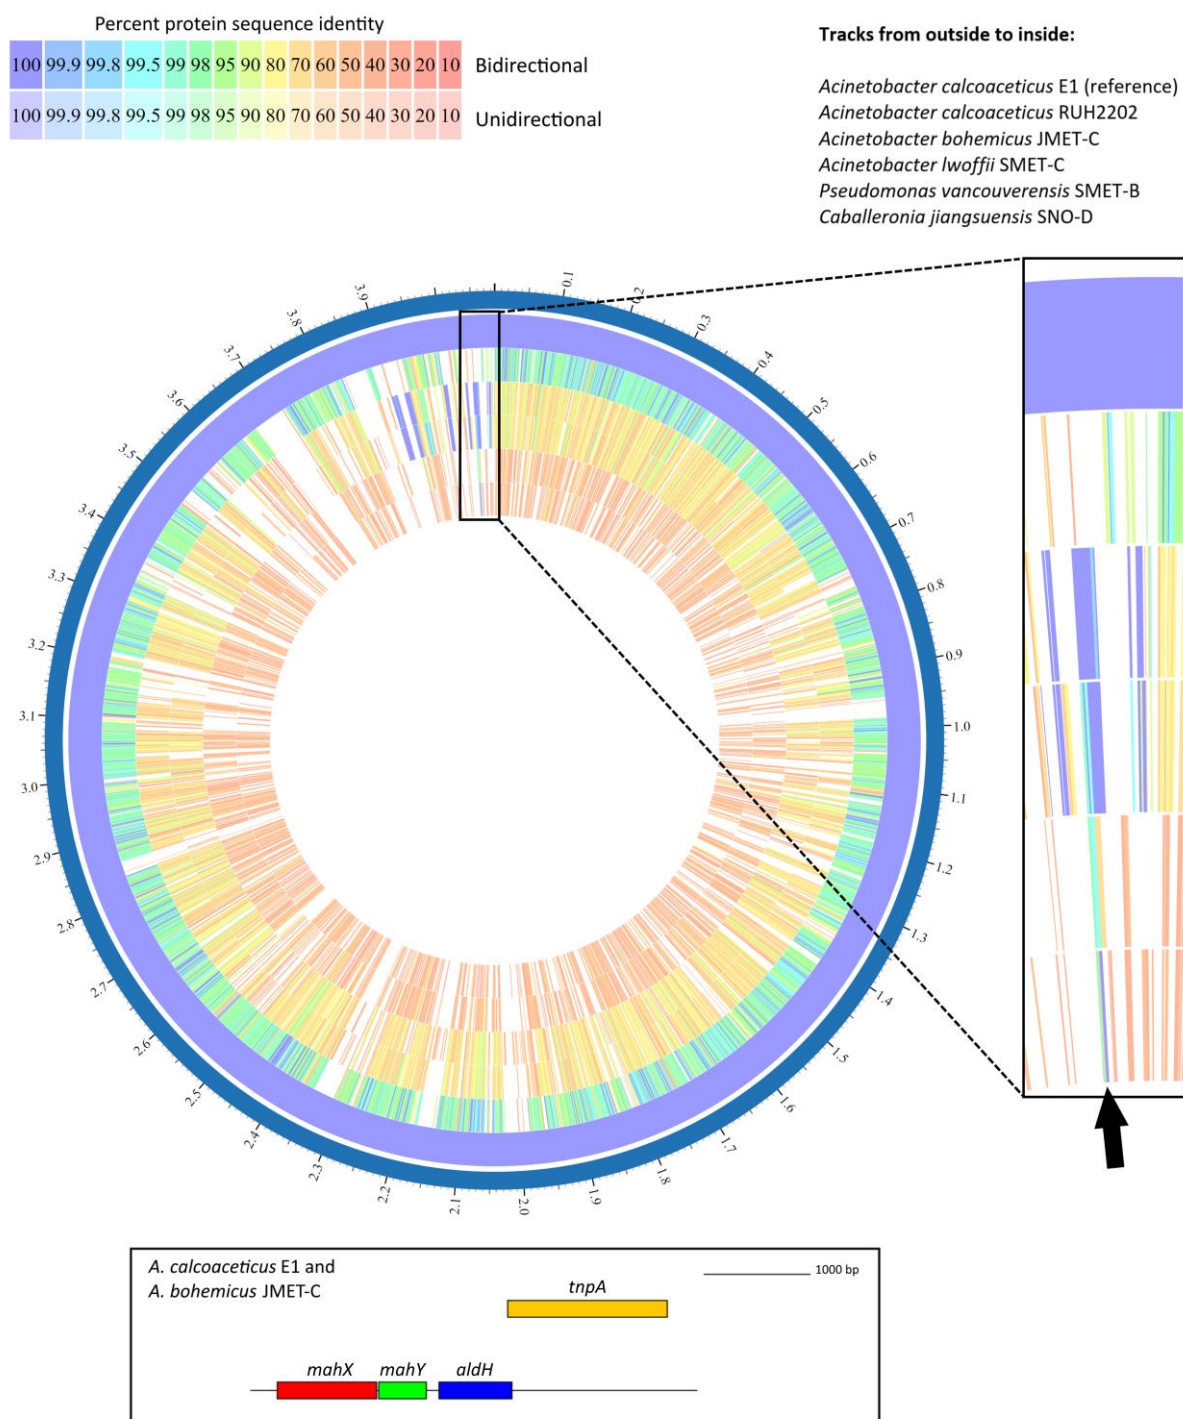 Percent protein sequence identity
100 99.9 99.8 99.5 99 98 95 90 80 70 60 50 40 30 20 10 Bidirectional
100 99.9 99.8 99.5 99 98 95 90 80 70 60 50 40 30 20 10 Unidirectional
Tracks from outside to inside:
Acinetobacter calcoaceticus E1 (reference)
Acinetobacter calcoaceticus RUH2202
Acinetobacter bohemicus JMET-C
Acinetobacter lwoffii SMET-C
Pseudomonas vancouverensis SMET-B
Caballeronia jiangsuensis SNO-D
0.1
0.2
0.3
0.4
0.5
0.6
0.7
0.8
0.9
1.0
1.1
1.2
1.3
1.4
1.5
1.6
1.7
1.8
1.9
2.0
2.1
2.2
2.3
2.4
2.5
2.6
2.7
2.8
2.9
3.0
3.1
3.2
3.3
3.4
3.5
3.6
3.7
3.8
3.9
A. calcoaceticus E1 and
A. bohemicus JMET-C
1000 bp
tnpA
mahX mahY aldH